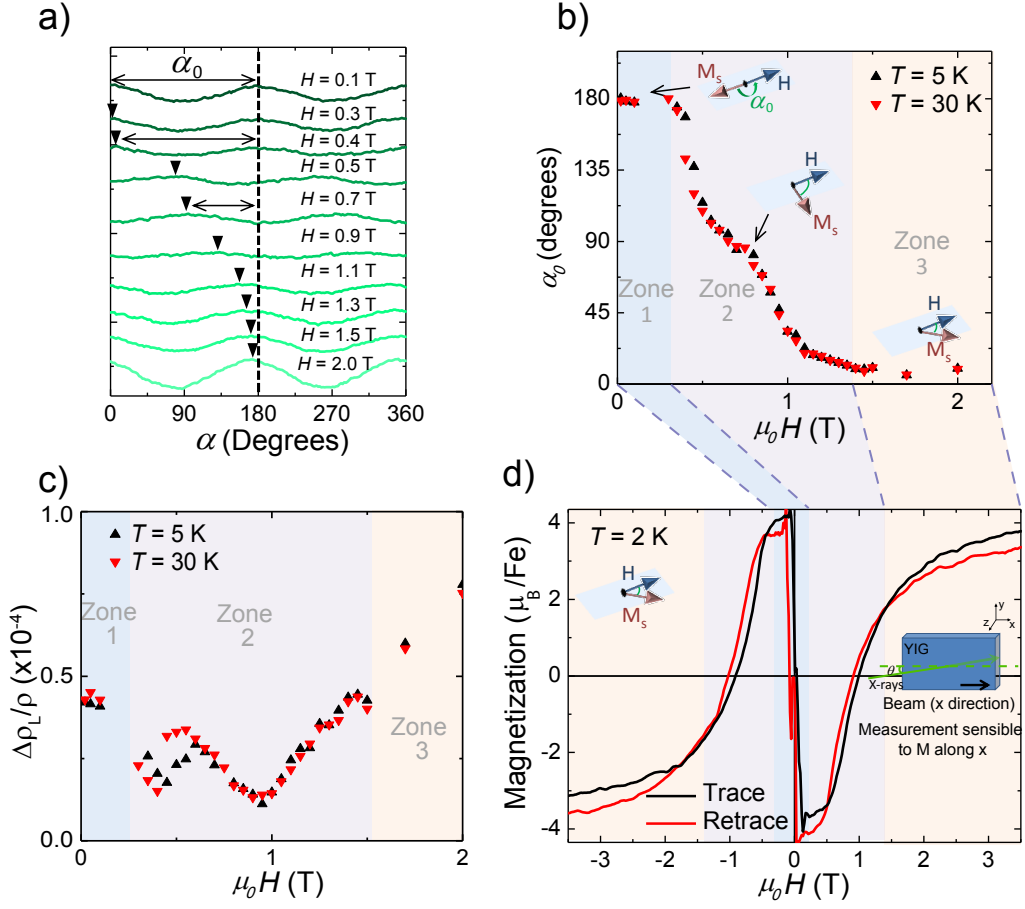 a)
α₀
H = 0.1 T
H = 0.3 T
H = 0.4 T
H = 0.5 T
H = 0.7 T
H = 0.9 T
H = 1.1 T
H = 1.3 T
H = 1.5 T
H = 2.0 T
0 90 180 270 360
α (Degrees)
b)
α₀ (degrees)
180
135
90
45
0
Mₛ
H
α₀
T = 5 K
T = 30 K
H
Mₛ
Zone
1
Zone
2
Zone
3
H
Mₛ
0 1 2
μ₀H (T)
c)
Δρ_L/ρ (x10⁻⁴)
1.0
0.5
0.0
T = 5 K
T = 30 K
Zone
1
Zone
2
Zone
3
0 1 2
μ₀H (T)
d)
Magnetization (μ_B/Fe)
4
2
0
-2
-4
T = 2 K
H
Mₛ
y
z x
YIG
θ
X-rays
Beam (x direction)
Measurement sensible
to M along x
Trace
Retrace
-3 -2 -1 0 1 2 3
μ₀H (T)